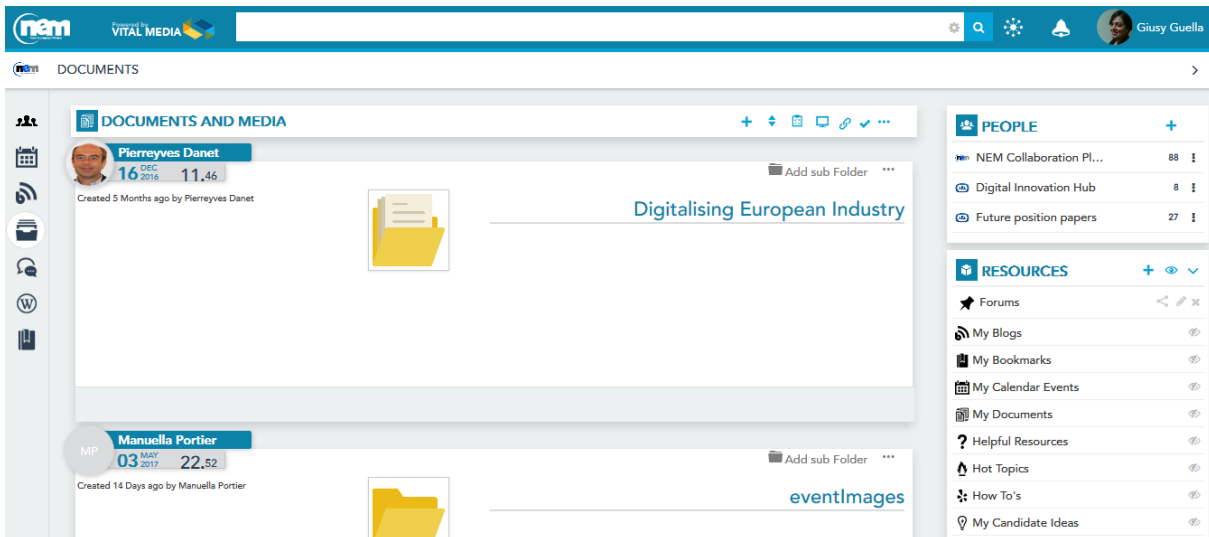 nem
Powered by
VITAL MEDIA
Giusy Guella
nem DOCUMENTS
DOCUMENTS AND MEDIA
Pierreyves Danet
16 DEC 2016 11.46
Add sub Folder
Created 5 Months ago by Pierreyves Danet
Digitalising European Industry
MP
Manuella Portier
03 MAY 2017 22.52
Add sub Folder
Created 14 Days ago by Manuella Portier
eventImages
PEOPLE
nem NEM Collaboration Pl... 88
Digital Innovation Hub 8
Future position papers 27
RESOURCES
Forums
My Blogs
My Bookmarks
My Calendar Events
My Documents
Helpful Resources
Hot Topics
How To's
My Candidate Ideas